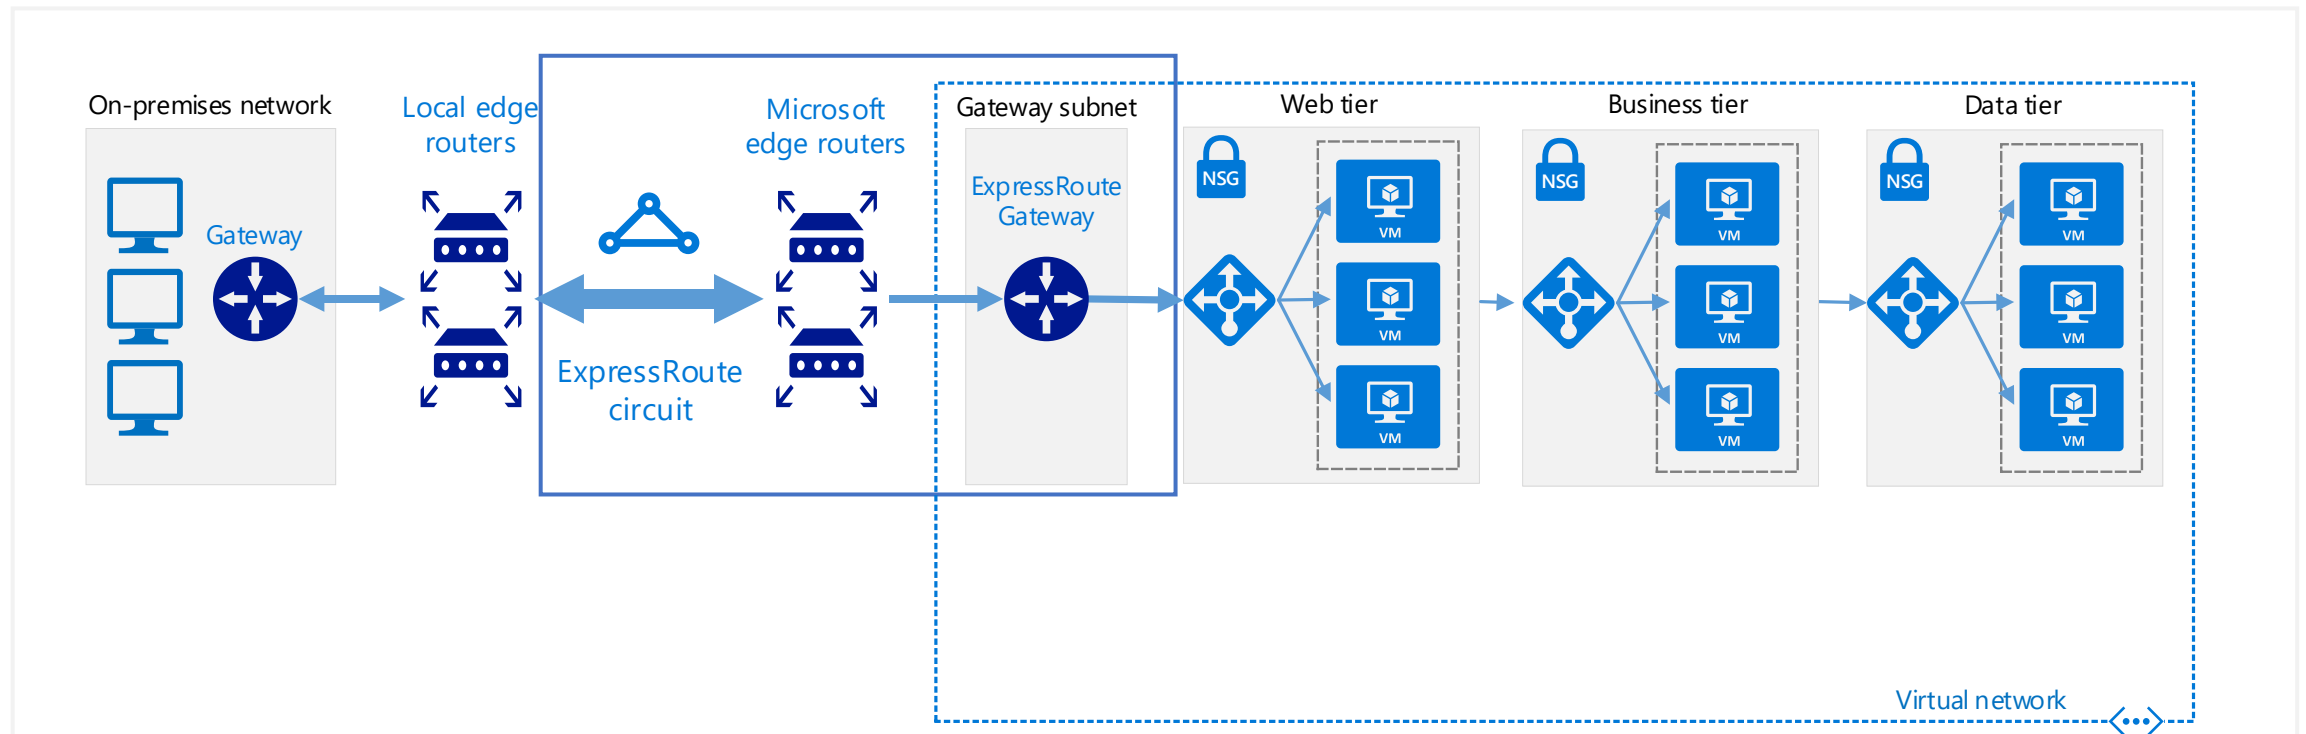 On-premises network
Gateway
Local edge
routers
ExpressRoute
circuit
Microsoft
edge routers
Gateway subnet
ExpressRoute
Gateway
Web tier
NSG
VM
VM
VM
Business tier
NSG
VM
VM
VM
Data tier
NSG
VM
VM
VM
Virtual network